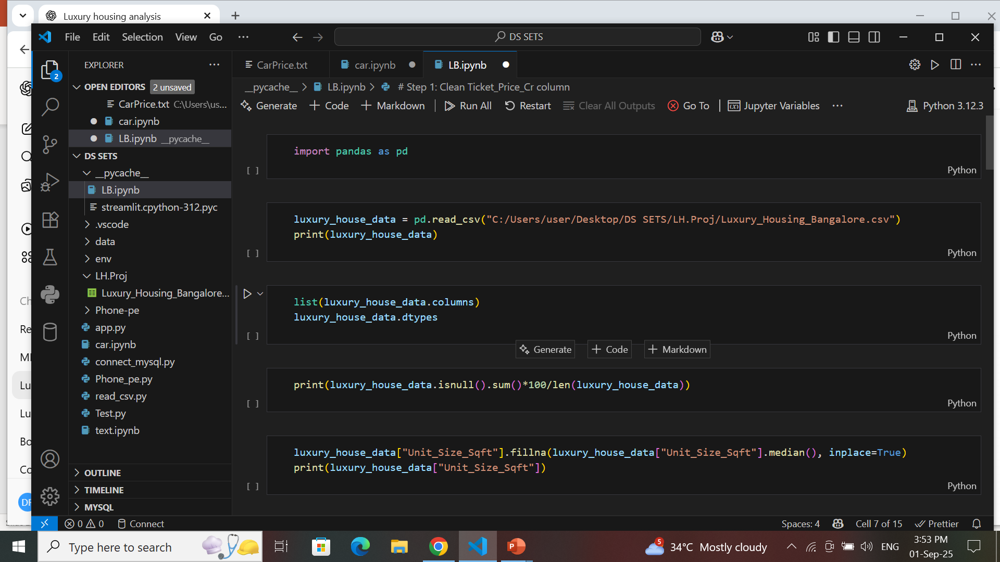 Luxury housing analysis
File Edit Selection View Go ···
DS SETS
EXPLORER
CarPrice.txt
car.ipynb
LB.ipynb
OPEN EDITORS 2 unsaved
__pycache__ > LB.ipynb > # Step 1: Clean Ticket_Price_Cr column
CarPrice.txt C:\Users\us...
Generate + Code + Markdown Run All Restart Clear All Outputs Go To Jupyter Variables ··· Python 3.12.3
car.ipynb
LB.ipynb __pycache__
DS SETS
__pycache__
LB.ipynb
streamlit.cpython-312.pyc
.vscode
data
env
LH.Proj
Luxury_Housing_Bangalore...
Phone-pe
app.py
car.ipynb
connect_mysql.py
Phone_pe.py
read_csv.py
Test.py
text.ipynb
OUTLINE
TIMELINE
MYSQL
import pandas as pd
[ ]
Python
luxury_house_data = pd.read_csv("C:/Users/user/Desktop/DS SETS/LH.Proj/Luxury_Housing_Bangalore.csv")
print(luxury_house_data)
[ ]
Python
list(luxury_house_data.columns)
luxury_house_data.dtypes
[ ]
Python
Generate + Code + Markdown
print(luxury_house_data.isnull().sum()*100/len(luxury_house_data))
[ ]
Python
luxury_house_data["Unit_Size_Sqft"].fillna(luxury_house_data["Unit_Size_Sqft"].median(), inplace=True)
print(luxury_house_data["Unit_Size_Sqft"])
[ ]
Python
2
Ch
Re
Lu
Lu
Bo
Co
0 0 Connect
Spaces: 4 Cell 7 of 15 Prettier
Type here to search
5
34°C Mostly cloudy
ENG
3:53 PM
01-Sep-25